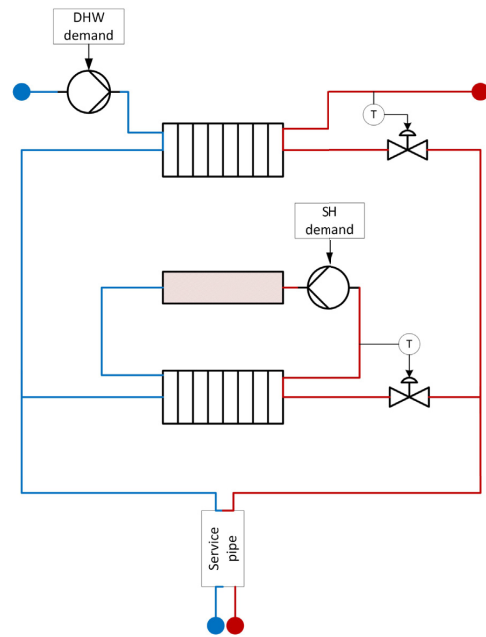 DHW
demand
T
SH
demand
T
Service
pipe